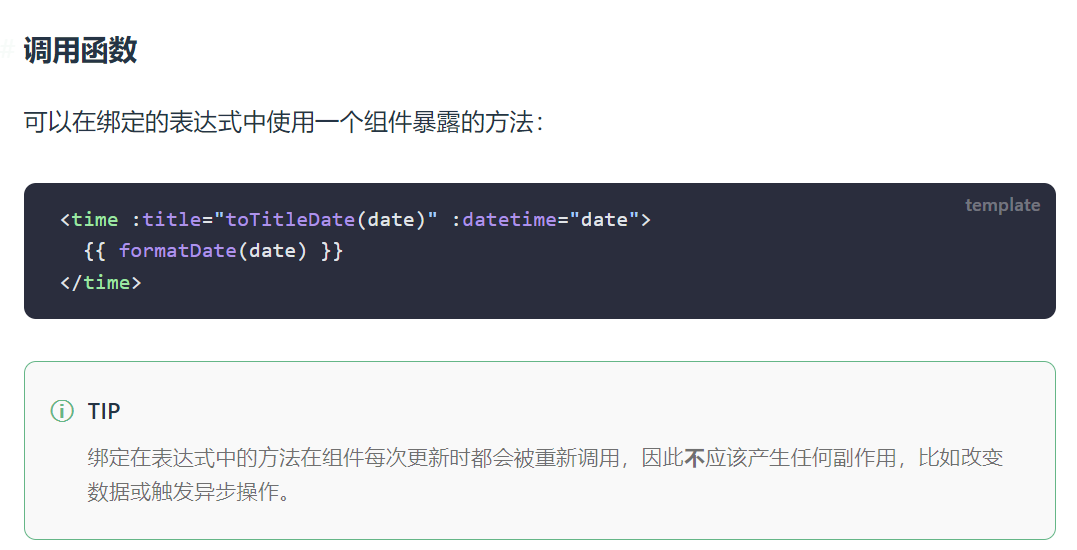 # 调用函数
可以在绑定的表达式中使用一个组件暴露的方法：
template
<time :title="toTitleDate(date)" :datetime="date">
  {{ formatDate(date) }}
</time>
TIP
绑定在表达式中的方法在组件每次更新时都会被重新调用，因此不应该产生任何副作用，比如改变
数据或触发异步操作。